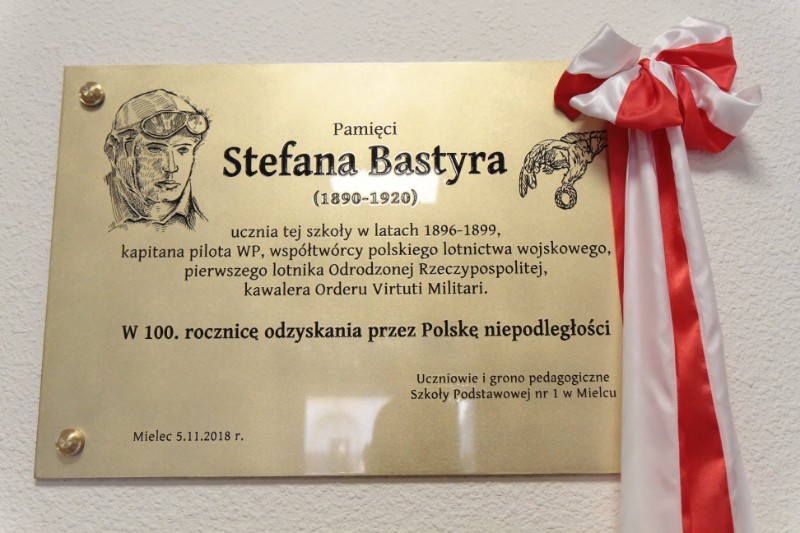 Pamięci
Stefana Bastyra
(1890-1920)
ucznia tej szkoły w latach 1896-1899,
kapitana pilota WP, współtwórcy polskiego lotnictwa wojskowego,
pierwszego lotnika Odrodzonej Rzeczypospolitej,
kawalera Orderu Virtuti Militari.
W 100. rocznicę odzyskania przez Polskę niepodległości
Uczniowie i grono pedagogiczne
Szkoły Podstawowej nr 1 w Mielcu
Mielec 5.11.2018 r.